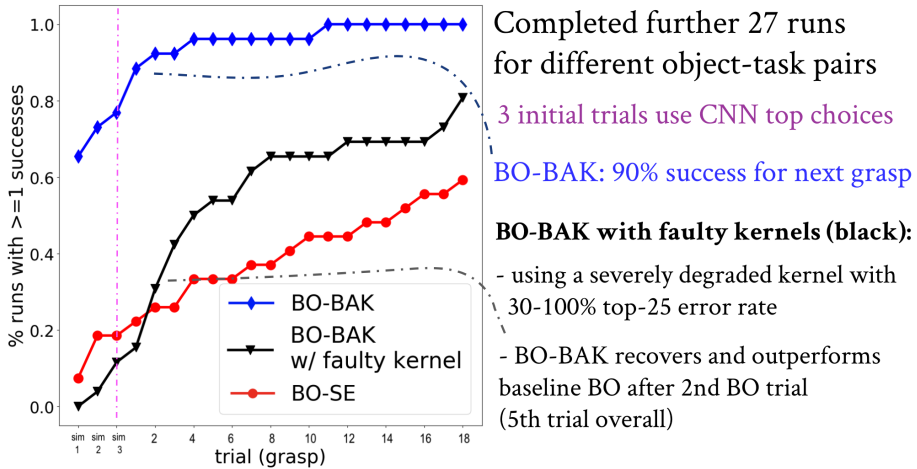 Completed further 27 runs
for different object-task pairs
3 initial trials use CNN top choices
BO-BAK: 90% success for next grasp
BO-BAK with faulty kernels (black):
- using a severely degraded kernel with
30-100% top-25 error rate
- BO-BAK recovers and outperforms
baseline BO after 2nd BO trial
(5th trial overall)
% runs with >=1 successes
1.0
0.8
0.6
0.4
0.2
0.0
BO-BAK
BO-BAK
w/ faulty kernel
BO-SE
sim sim sim
1 2 3 2 4 6 8 10 12 14 16 18
trial (grasp)